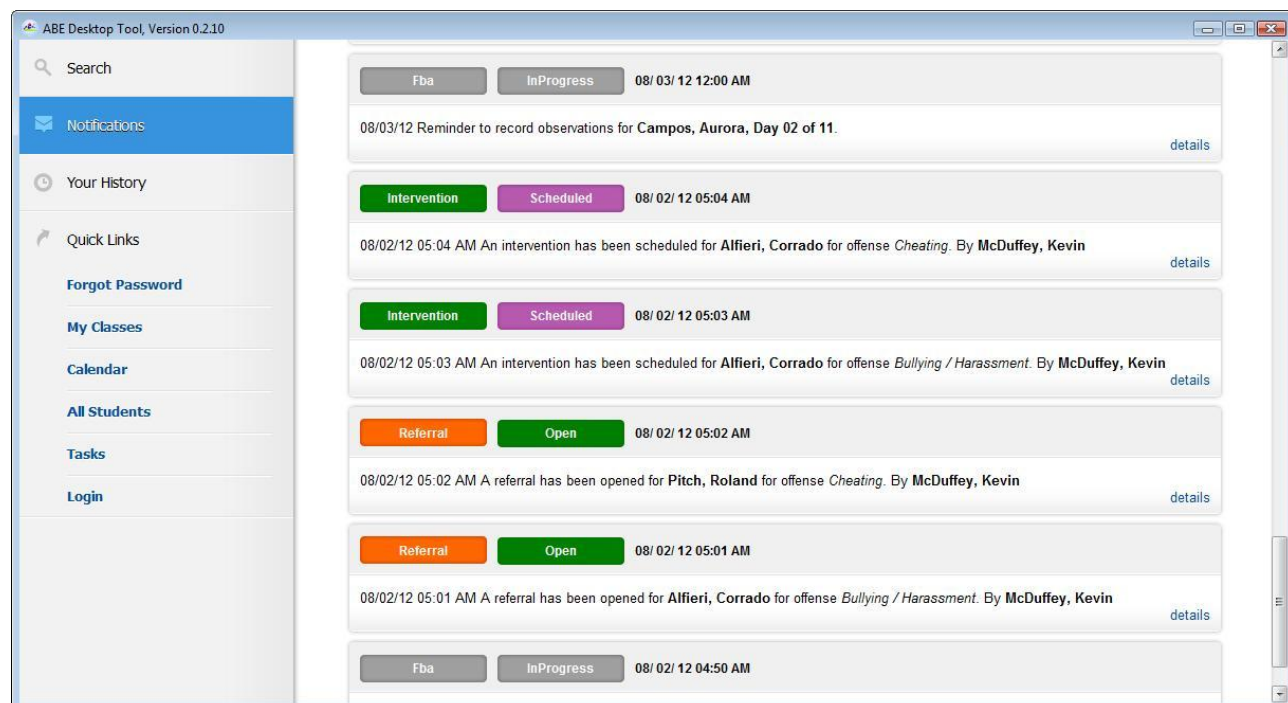 ABE Desktop Tool, Version 0.2.10
Search
Notifications
Your History
Quick Links
Forgot Password
My Classes
Calendar
All Students
Tasks
Login
Fba InProgress 08/ 03/ 12 12:00 AM
08/03/12 Reminder to record observations for Campos, Aurora, Day 02 of 11.
details
Intervention Scheduled 08/ 02/ 12 05:04 AM
08/02/12 05:04 AM An intervention has been scheduled for Alfieri, Corrado for offense Cheating. By McDuffey, Kevin
details
Intervention Scheduled 08/ 02/ 12 05:03 AM
08/02/12 05:03 AM An intervention has been scheduled for Alfieri, Corrado for offense Bullying / Harassment. By McDuffey, Kevin
details
Referral Open 08/ 02/ 12 05:02 AM
08/02/12 05:02 AM A referral has been opened for Pitch, Roland for offense Cheating. By McDuffey, Kevin
details
Referral Open 08/ 02/ 12 05:01 AM
08/02/12 05:01 AM A referral has been opened for Alfieri, Corrado for offense Bullying / Harassment. By McDuffey, Kevin
details
Fba InProgress 08/ 02/ 12 04:50 AM